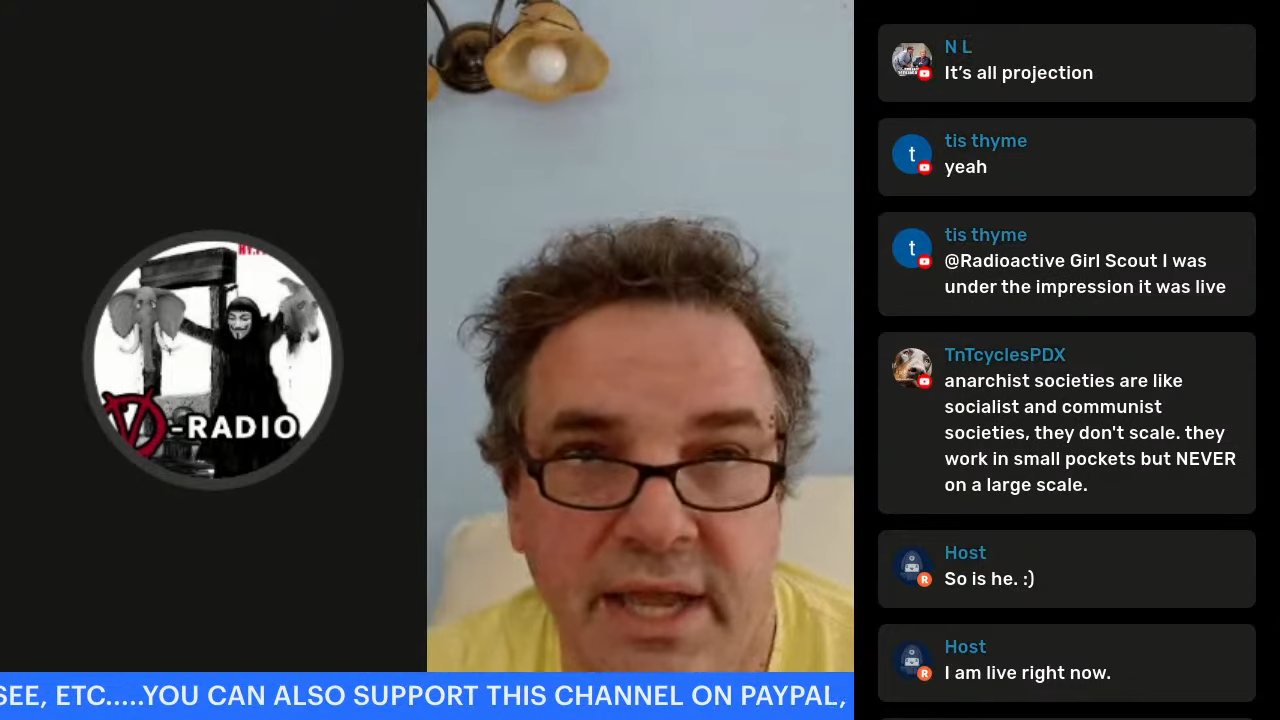 -RADIO
SEE, ETC.....YOU CAN ALSO SUPPORT THIS CHANNEL ON PAYPAL,
N L
It’s all projection
t
tis thyme
yeah
t
tis thyme
@Radioactive Girl Scout I was
under the impression it was live
TnTcyclesPDX
anarchist societies are like
socialist and communist
societies, they don't scale. they
work in small pockets but NEVER
on a large scale.
Host
R
So is he. :)
Host
R
I am live right now.